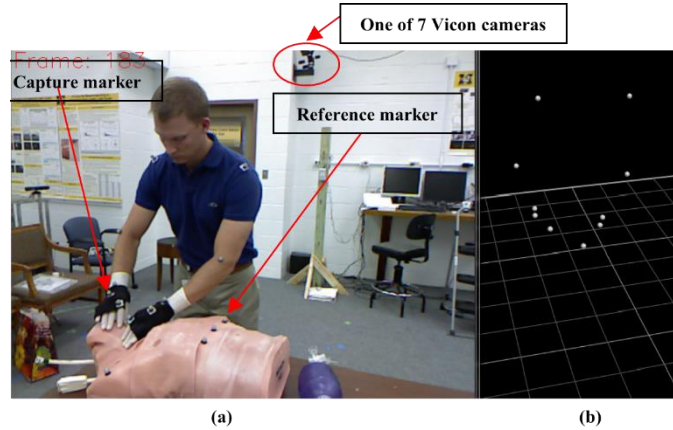 One of 7 Vicon cameras
Frame: 183
Capture marker
Reference marker
(a)
(b)